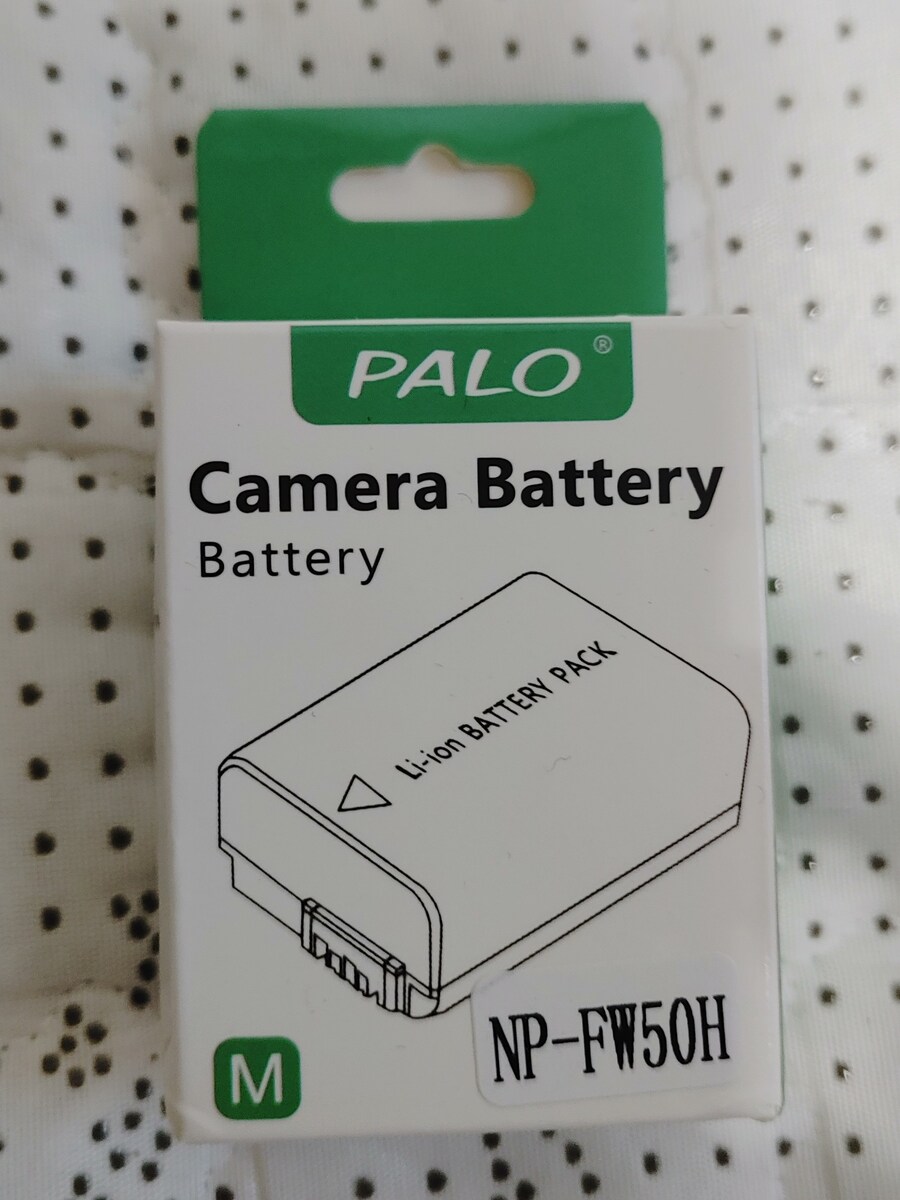 PALO®
Camera Battery
Battery
Li-ion BATTERY PACK
NP-FW50H
M